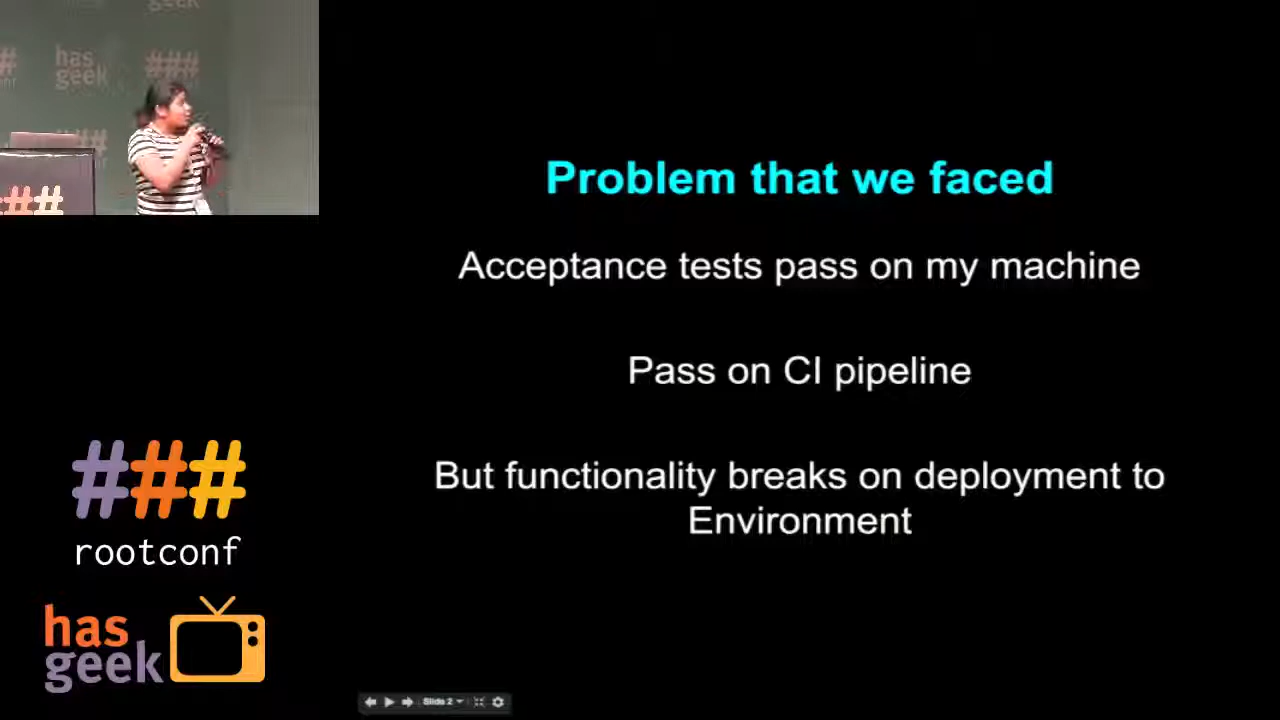 has
geek
###
Problem that we faced
Acceptance tests pass on my machine
Pass on CI pipeline
But functionality breaks on deployment to
Environment
###
rootconf
has
geek
Slide 2